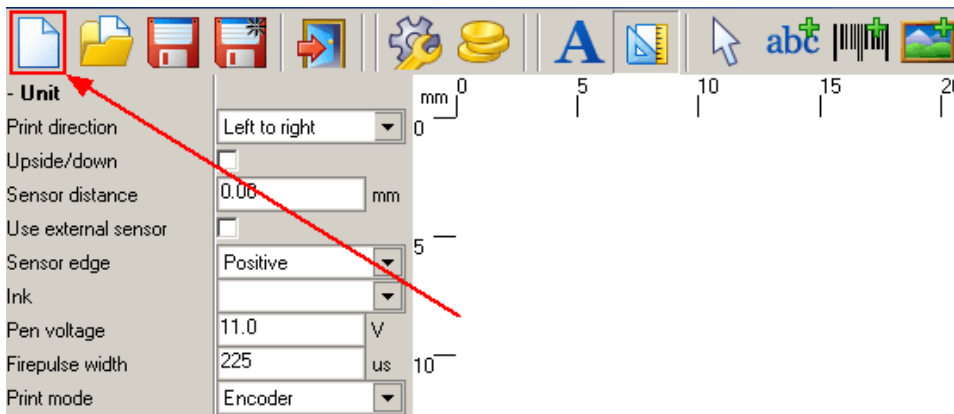 A abc
- Unit
Print direction Left to right
Upside/down
Sensor distance 0.00 mm
Use external sensor
Sensor edge Positive
Ink
Pen voltage 11.0 V
Firepulse width 225 us
Print mode Encoder
mm 0 5 10 15
0
5
10